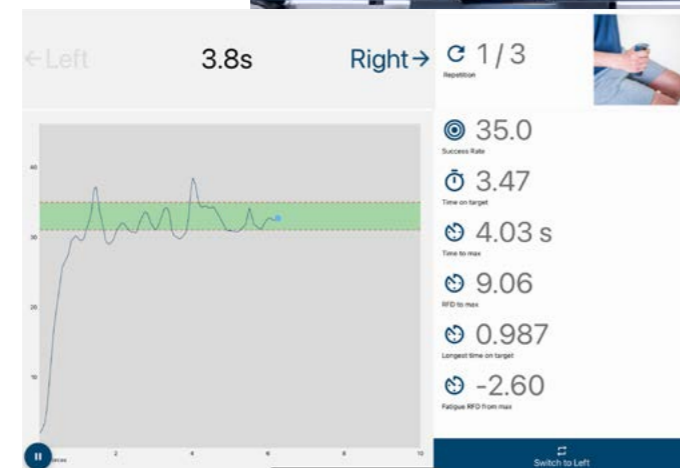 ←Left
3.8s
Right→
1 / 3
Repetition
35.0
Success Rate
3.47
Time on target
4.03 s
Time to max
9.06
RFD to max
0.987
Longest time on target
-2.60
Fatigue RFD from max
40
30
20
10
2
4
6
8
10
Switch to Left